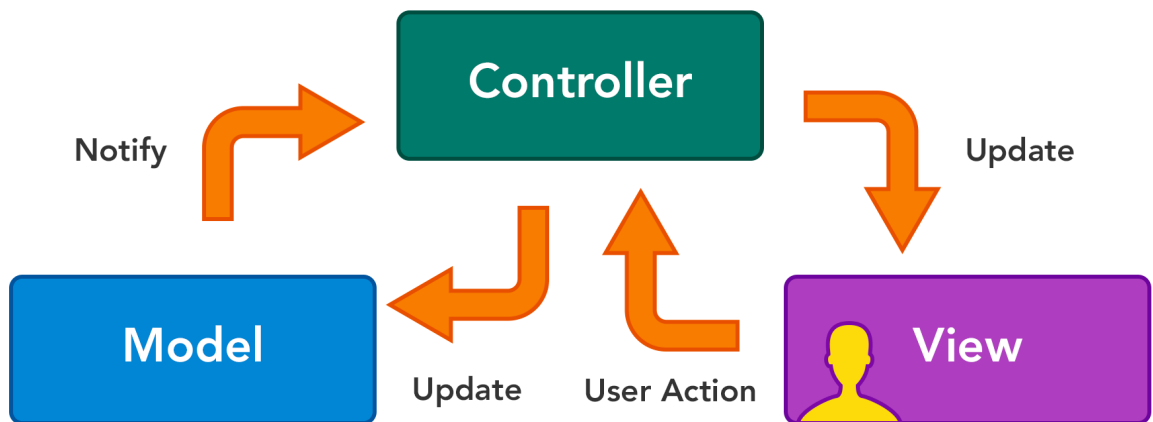 Controller
Notify
Update
Model
View
Update
User Action